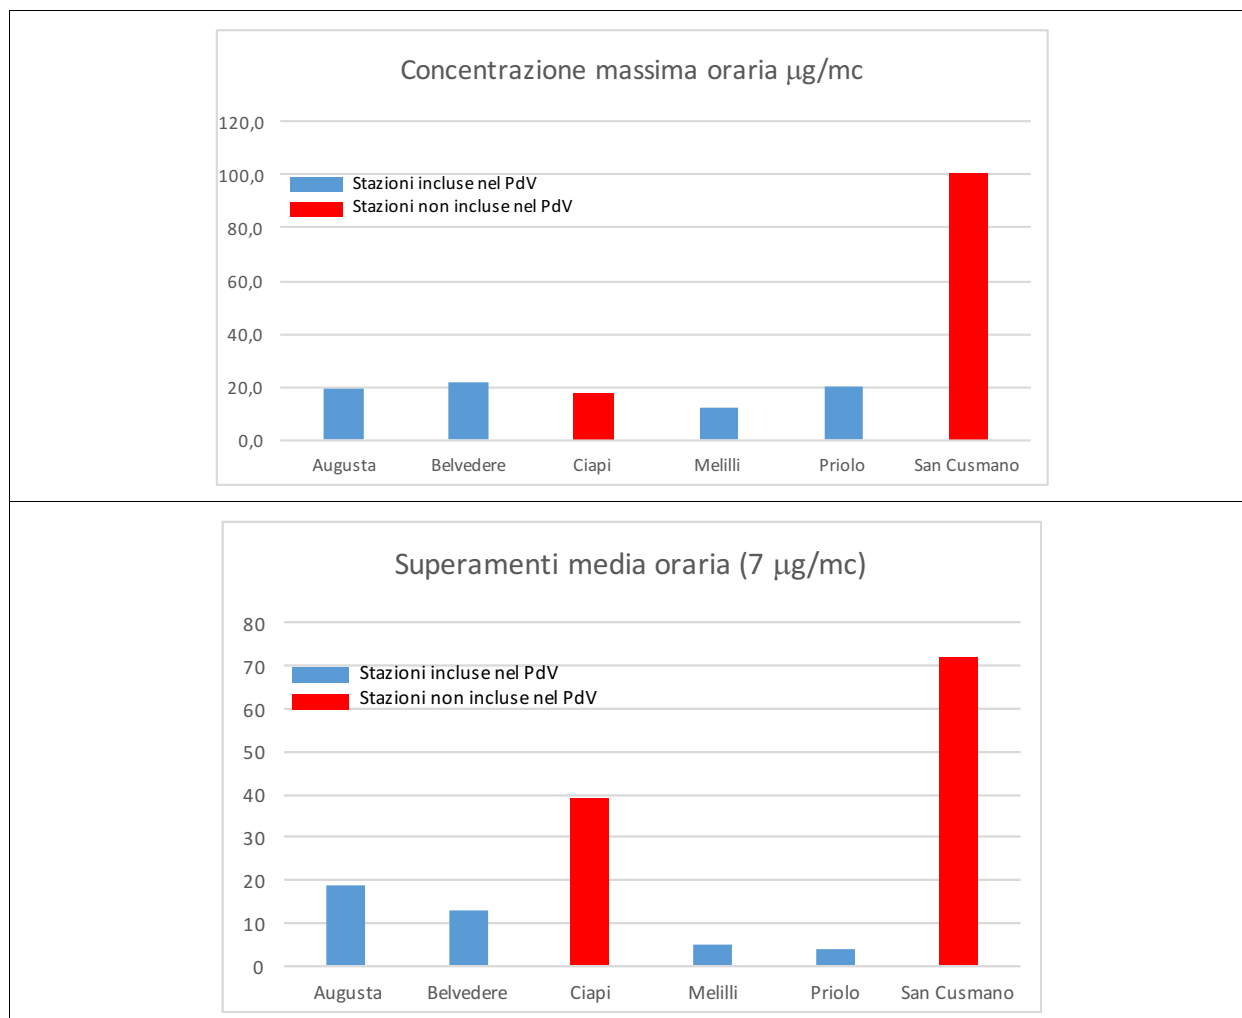 Concentrazione massima oraria µg/mc
120,0
100,0
80,0
60,0
40,0
20,0
0,0
Stazioni incluse nel PdV
Stazioni non incluse nel PdV
Augusta Belvedere Ciapi Melilli Priolo San Cusmano
Superamenti media oraria (7 µg/mc)
80
70
60
50
40
30
20
10
0
Stazioni incluse nel PdV
Stazioni non incluse nel PdV
Augusta Belvedere Ciapi Melilli Priolo San Cusmano